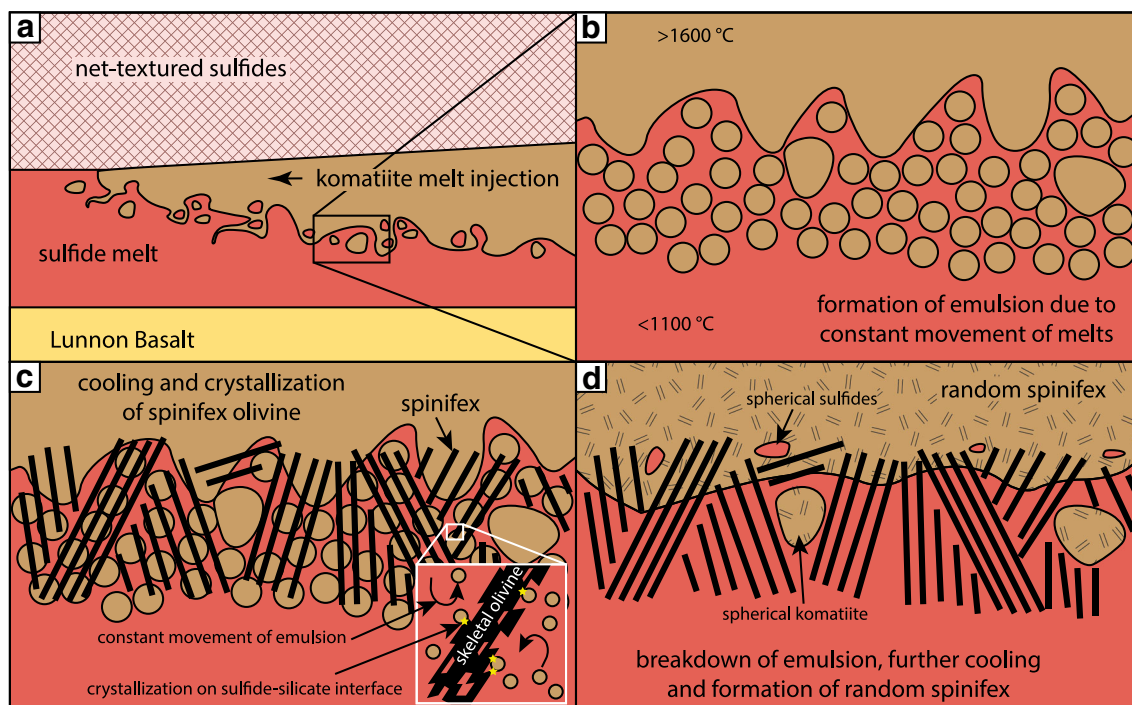 a
net-textured sulfides
komatiite melt injection
sulfide melt
Lunnon Basalt
b
>1600 °C
<1100 °C
formation of emulsion due to
constant movement of melts
c
cooling and crystallization
of spinifex olivine
spinifex
constant movement of emulsion
crystallization on sulfide-silicate interface
skeletal olivine
d
spherical sulfides
random spinifex
spherical komatiite
breakdown of emulsion, further cooling
and formation of random spinifex